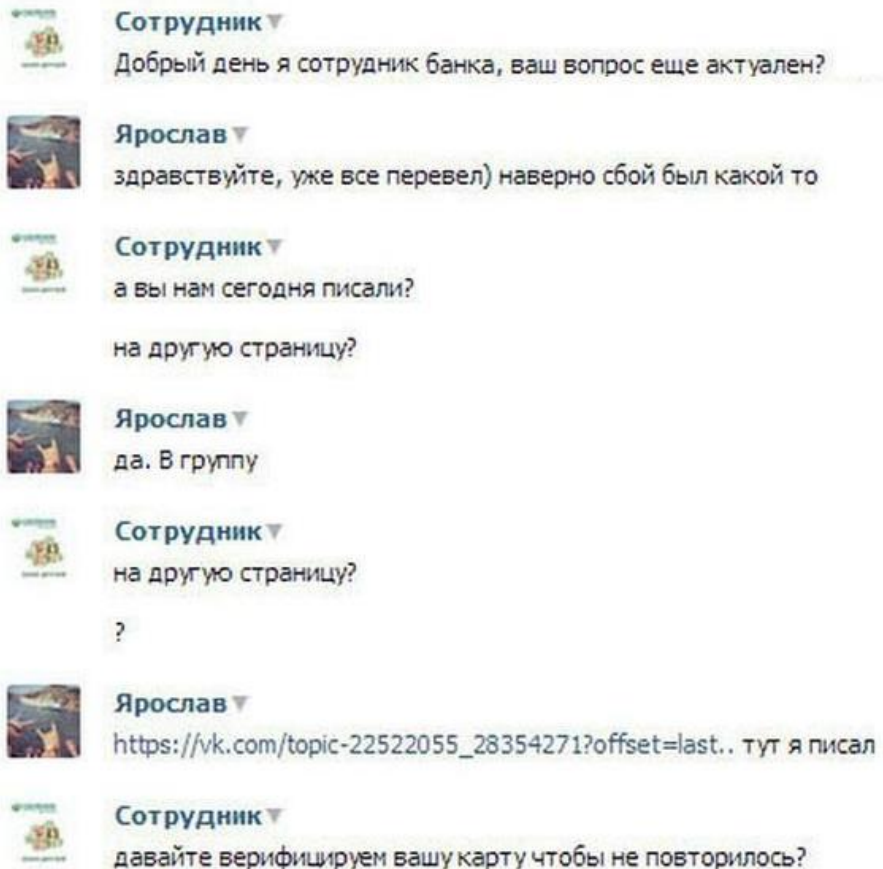 Сотрудник
Добрый день я сотрудник банка, ваш вопрос еще актуален?
Ярослав
здравствуйте, уже все перевел) наверно сбой был какой то
Сотрудник
а вы нам сегодня писали?
на другую страницу?
Ярослав
да. В группу
Сотрудник
на другую страницу?
?
Ярослав
https://vk.com/topic-22522055_28354271?offset=last.. тут я писал
Сотрудник
давайте верифицируем вашу карту чтобы не повторилось?